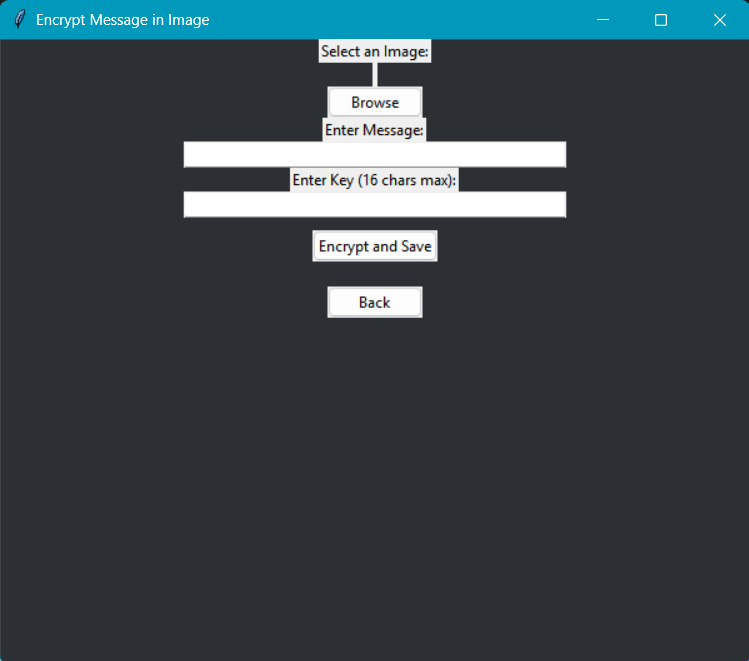 Encrypt Message in Image
Select an Image:
Browse
Enter Message:
Enter Key (16 chars max):
Encrypt and Save
Back